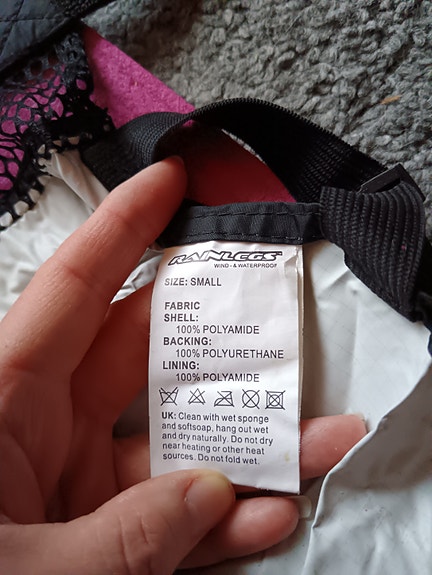 RAINLEGS
WIND- & WATERPROOF
SIZE: SMALL
FABRIC
SHELL:
100% POLYAMIDE
BACKING:
100% POLYURETHANE
LINING:
100% POLYAMIDE
UK: Clean with wet sponge
and softsoap, hang out wet
and dry naturally. Do not dry
near heating or other heat
sources. Do not fold wet.